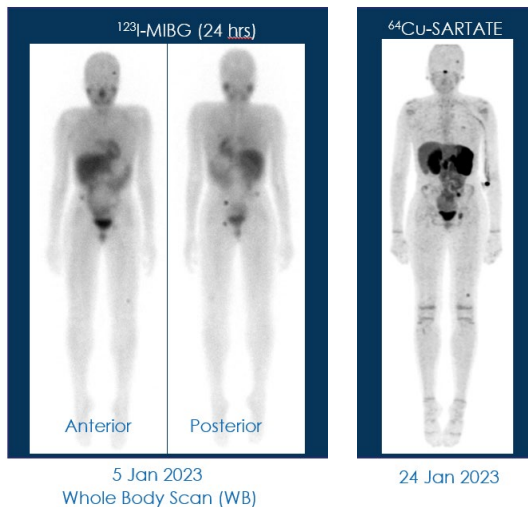 ¹²³I-MIBG (24 hrs)
Anterior
Posterior
5 Jan 2023
Whole Body Scan (WB)
⁶⁴Cu-SARTATE
24 Jan 2023